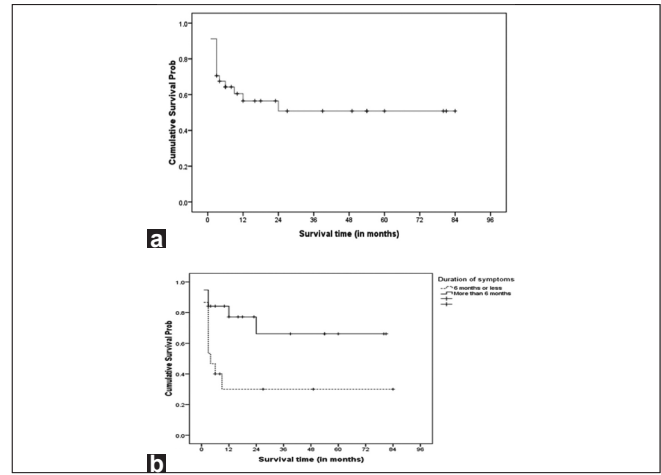 1.0
0.8
0.6
0.4
0.2
0.0
Cumulative Survival Prob
0 12 24 36 48 60 72 84 96
Survival time (in months)
a
Duration of symptoms
6 months or less
More than 6 months
1.0
0.8
0.6
0.4
0.2
0.0
Cumulative Survival Prob
0 12 24 36 48 60 72 84 96
Survival time (in months)
b